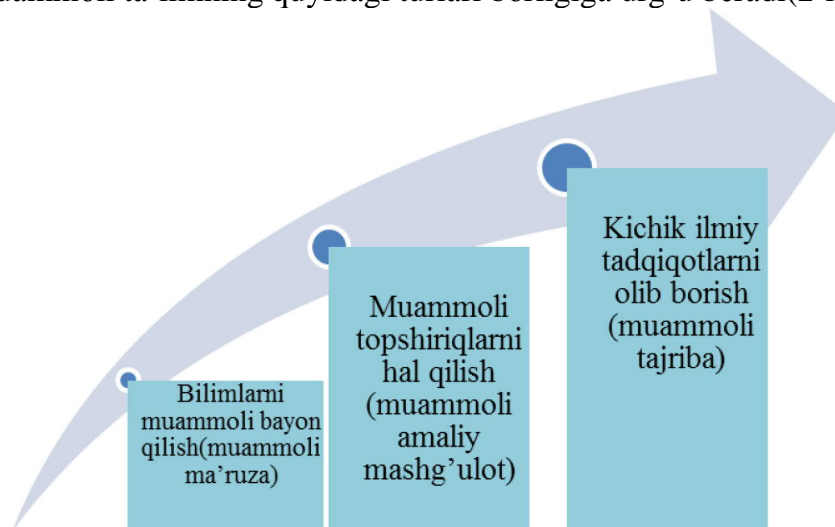 Bilimlarni
muammoli bayon
qilish(muammoli
ma’ruza)
Muammoli
topshiriqlarni
hal qilish
(muammoli
amaliy
mashg’ulot)
Kichik ilmiy
tadqiqotlarni
olib borish
(muammoli
tajriba)